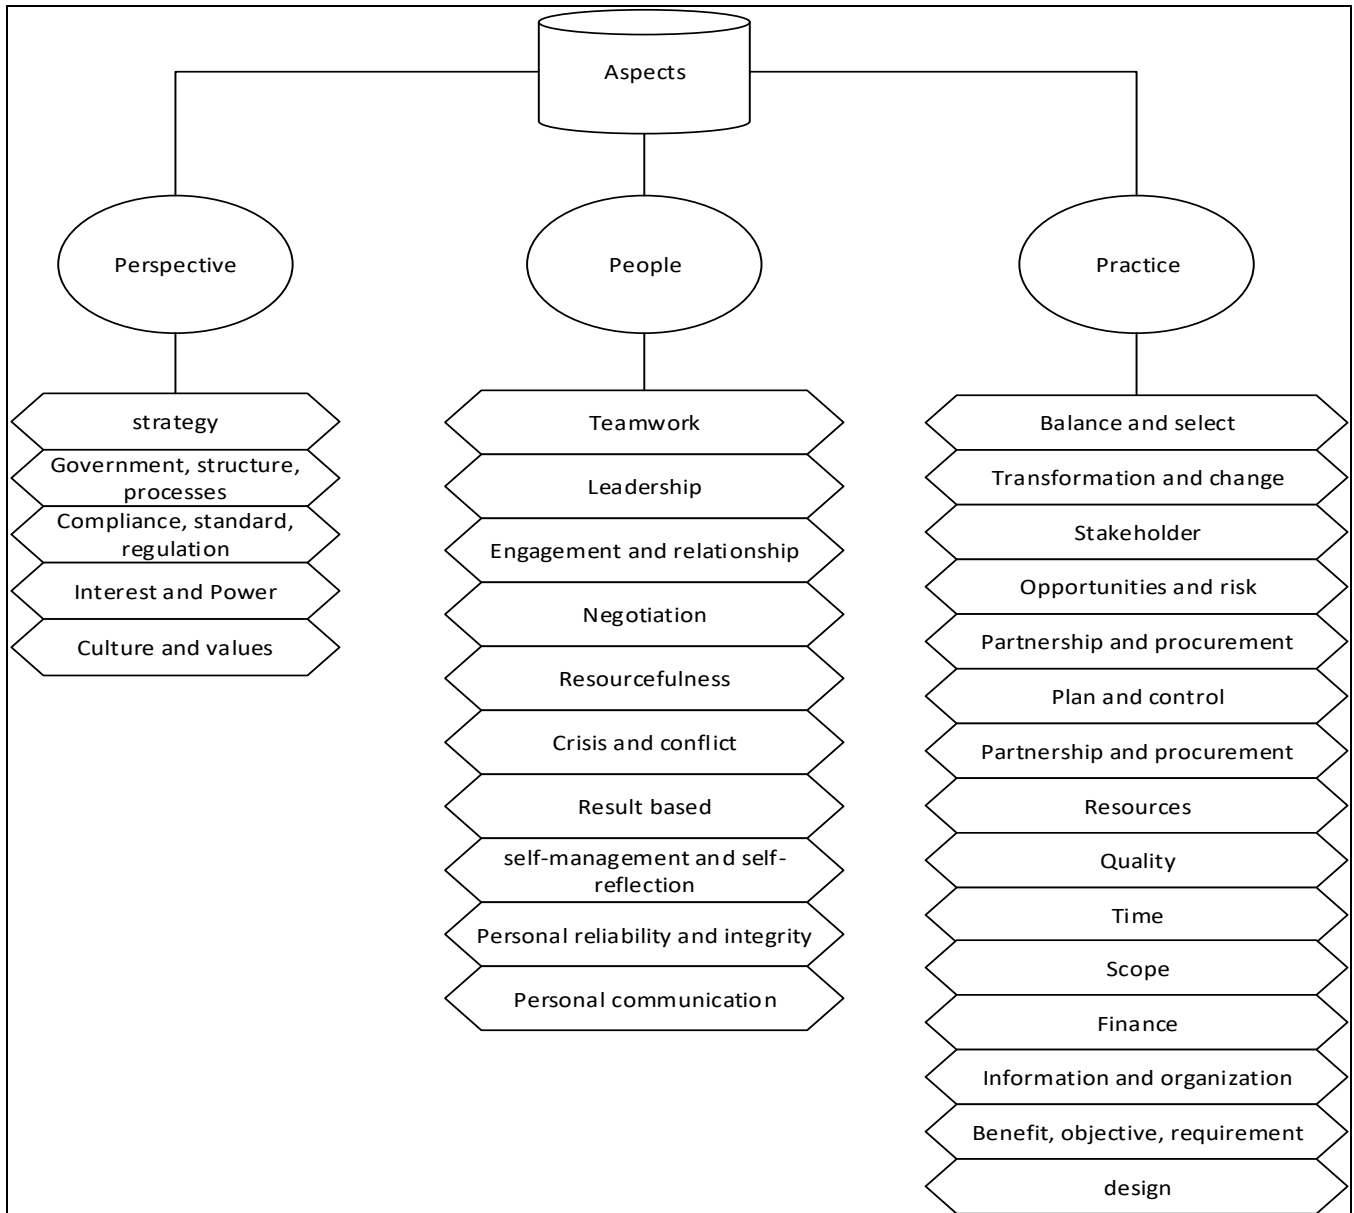 Aspects
Perspective
People
Practice
strategy
Government, structure,
processes
Compliance, standard,
regulation
Interest and Power
Culture and values
Teamwork
Leadership
Engagement and relationship
Negotiation
Resourcefulness
Crisis and conflict
Result based
self-management and self-
reflection
Personal reliability and integrity
Personal communication
Balance and select
Transformation and change
Stakeholder
Opportunities and risk
Partnership and procurement
Plan and control
Partnership and procurement
Resources
Quality
Time
Scope
Finance
Information and organization
Benefit, objective, requirement
design